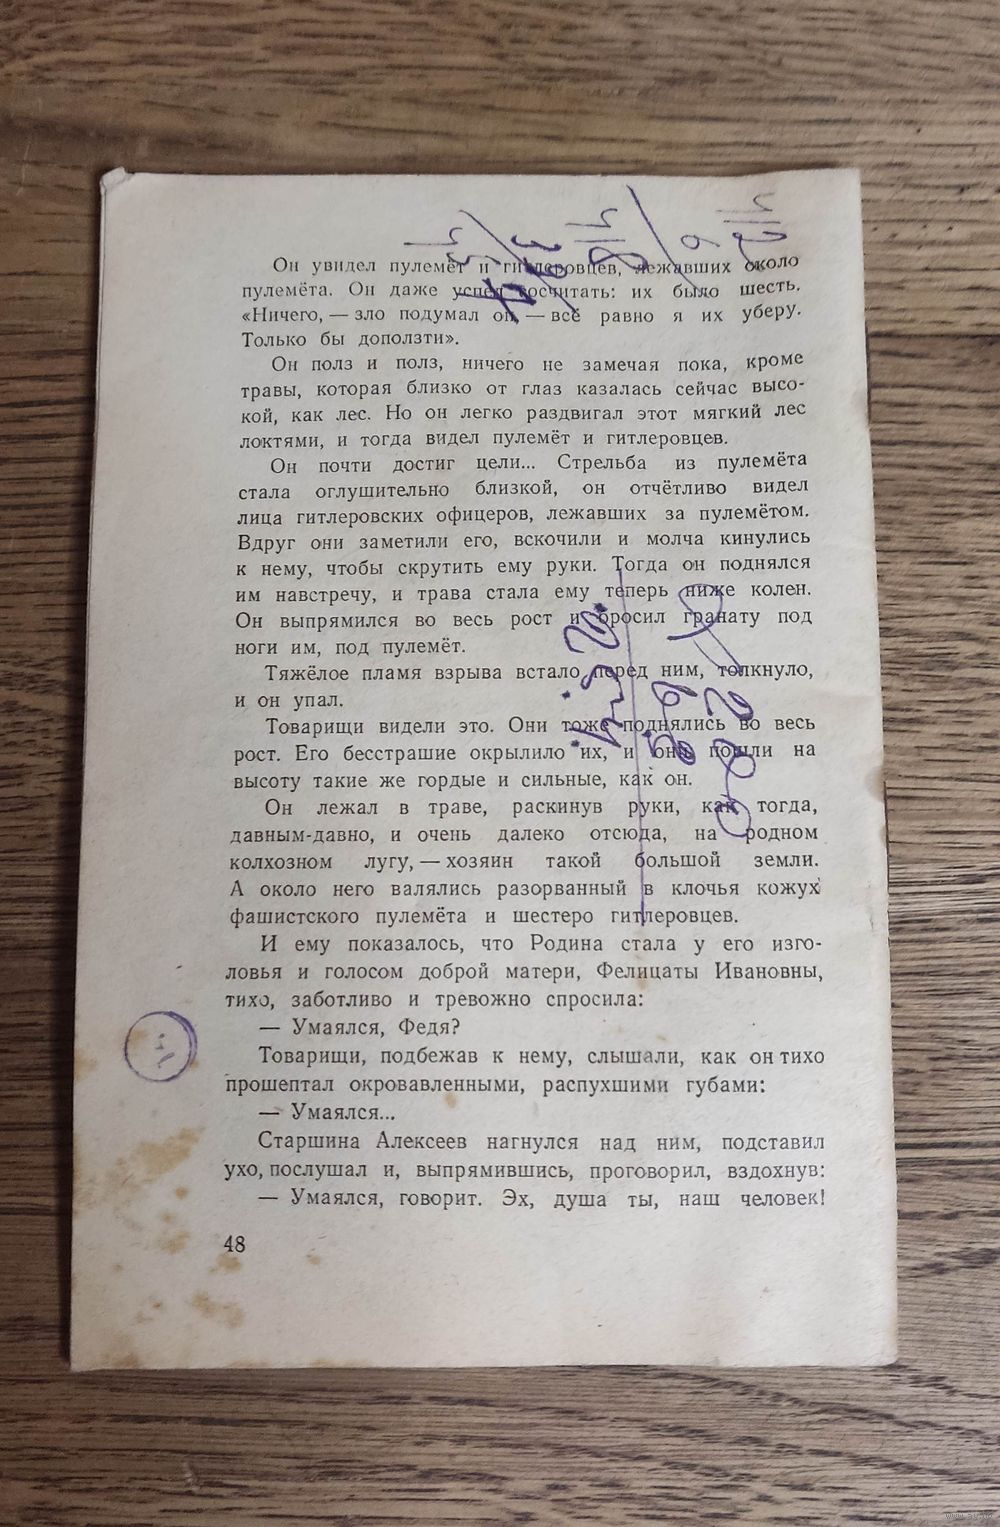 Он увидел пулемёт и гитлеровцев, лежавших около
пулемёта. Он даже успел сосчитать: их было шесть.
«Ничего, — зло подумал он, — всё равно я их уберу.
Только бы доползти».
Он полз и полз, ничего не замечая пока, кроме
травы, которая близко от глаз казалась сейчас высо-
кой, как лес. Но он легко раздвигал этот мягкий лес
локтями, и тогда видел пулемёт и гитлеровцев.
Он почти достиг цели... Стрельба из пулемёта
стала оглушительно близкой, он отчётливо видел
лица гитлеровских офицеров, лежавших за пулемётом.
Вдруг они заметили его, вскочили и молча кинулись
к нему, чтобы скрутить ему руки. Тогда он поднялся
им навстречу, и трава стала ему теперь ниже колен.
Он выпрямился во весь рост и бросил гранату под
ноги им, под пулемёт.
Тяжёлое пламя взрыва встало перед ним, толкнуло,
и он упал.
Товарищи видели это. Они тоже поднялись во весь
рост. Его бесстрашие окрылило их, и они пошли на
высоту такие же гордые и сильные, как он.
Он лежал в траве, раскинув руки, как тогда,
давным-давно, и очень далеко отсюда, на родном
колхозном лугу, — хозяин такой большой земли.
А около него валялись разорванный в клочья кожух
фашистского пулемёта и шестеро гитлеровцев.
И ему показалось, что Родина стала у его изго-
ловья и голосом доброй матери, Фелицаты Ивановны,
тихо, заботливо и тревожно спросила:
— Умаялся, Федя?
Товарищи, подбежав к нему, слышали, как он тихо
прошептал окровавленными, распухшими губами:
— Умаялся...
Старшина Алексеев нагнулся над ним, подставил
ухо, послушал и, выпрямившись, проговорил, вздохнув:
— Умаялся, говорит. Эх, душа ты, наш человек!
48